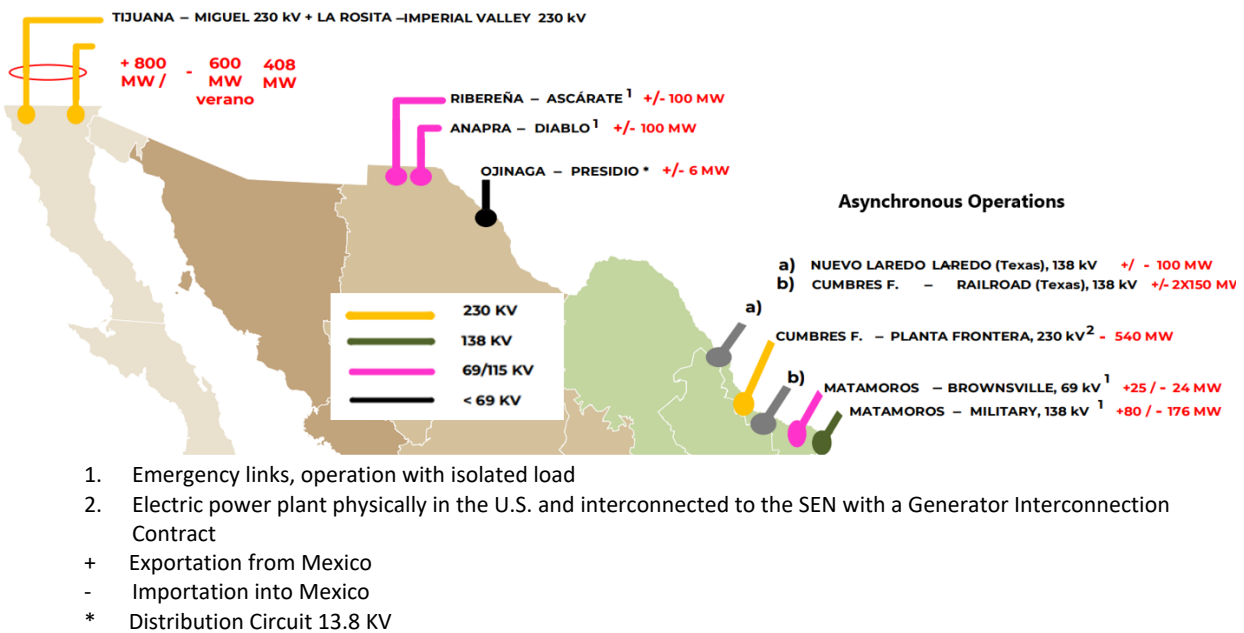 TIJUANA – MIGUEL 230 kV + LA ROSITA –IMPERIAL VALLEY 230 kV
+ 800 MW / - 600 MW verano 408 MW
RIBEREÑA – ASCÁRATE 1 +/- 100 MW
ANAPRA – DIABLO 1 +/- 100 MW
OJINAGA – PRESIDIO * +/- 6 MW
Asynchronous Operations
a) NUEVO LAREDO LAREDO (Texas), 138 kV +/ - 100 MW
b) CUMBRES F. – RAILROAD (Texas), 138 kV +/- 2X150 MW
a)
230 KV
138 KV
69/115 KV
< 69 KV
CUMBRES F. – PLANTA FRONTERA, 230 kV 2 - 540 MW
b)
MATAMOROS – BROWNSVILLE, 69 kV 1 +25 / - 24 MW
MATAMOROS – MILITARY, 138 kV 1 +80 / - 176 MW
1. Emergency links, operation with isolated load
2. Electric power plant physically in the U.S. and interconnected to the SEN with a Generator Interconnection
Contract
+ Exportation from Mexico
- Importation into Mexico
* Distribution Circuit 13.8 KV